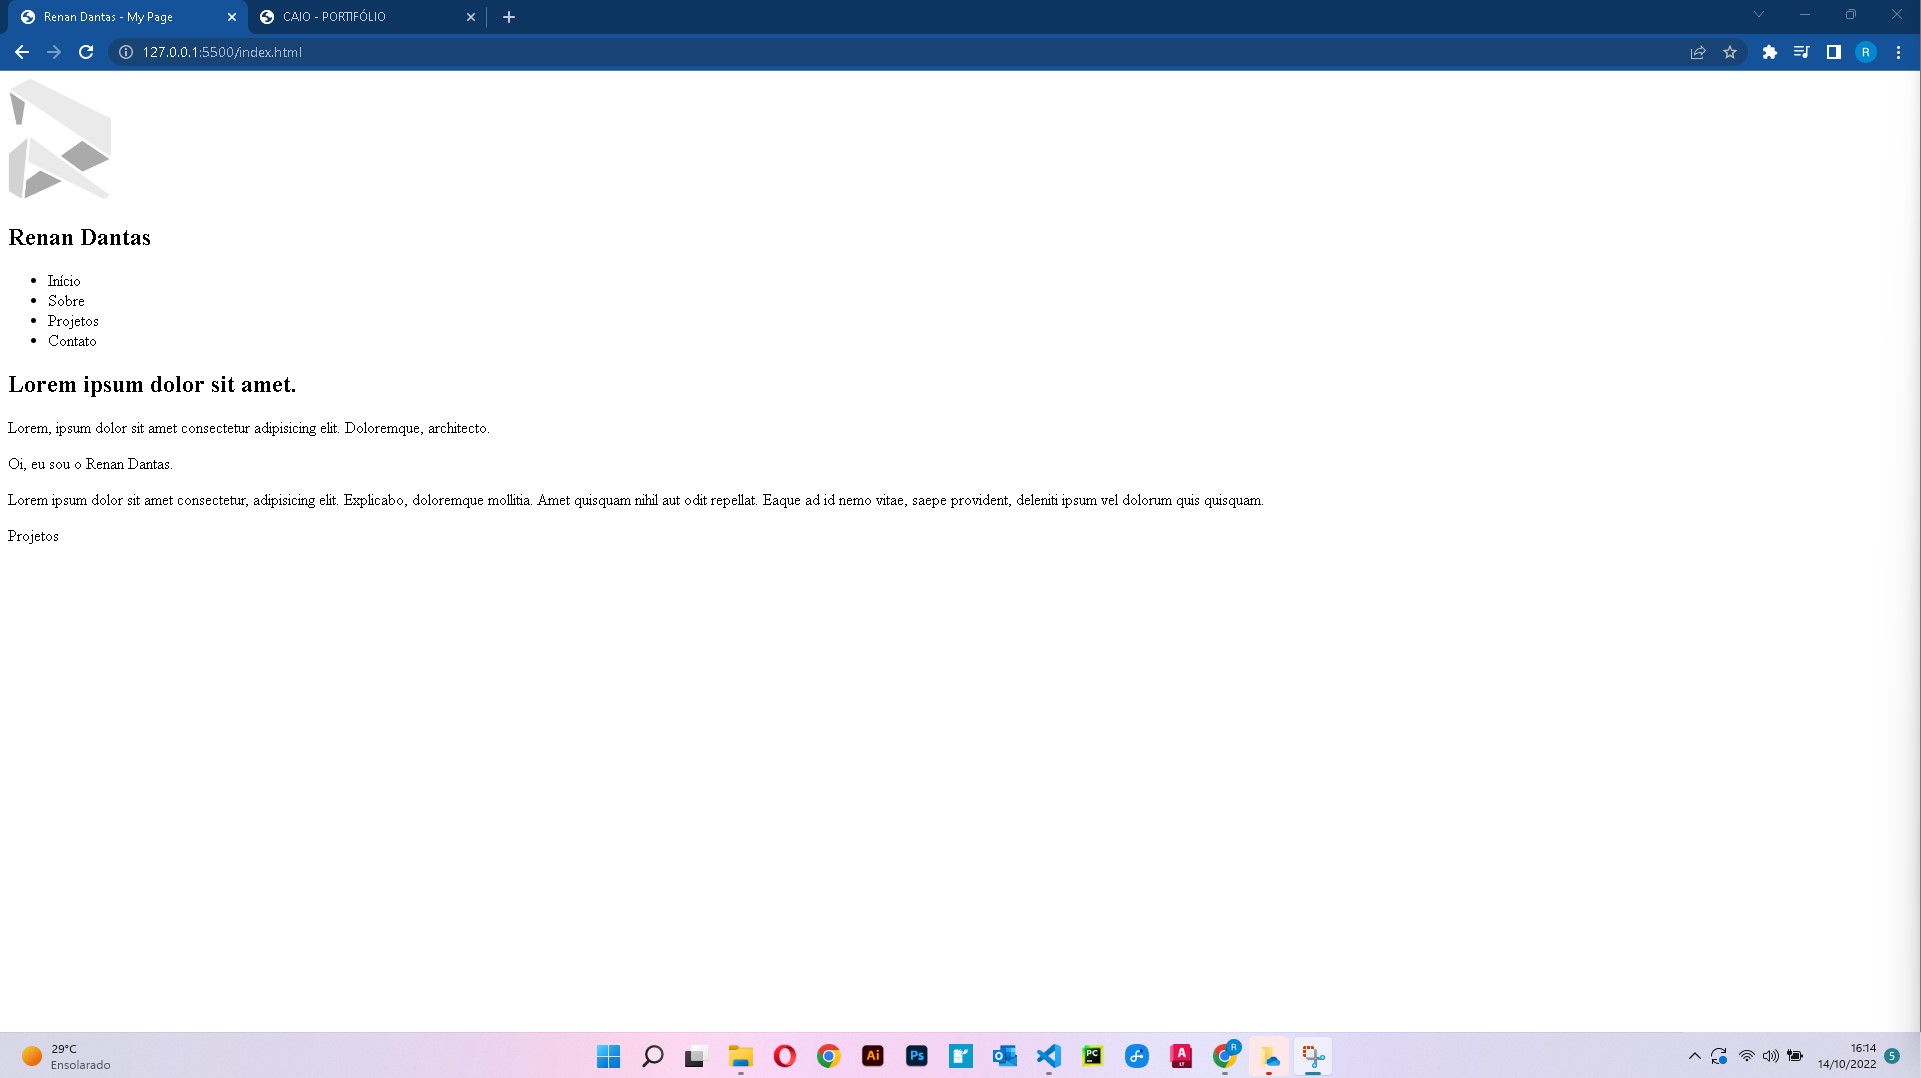 Renan Dantas - My Page
CAIO - PORTIFÓLIO
127.0.0.1:5500/index.html
R
Renan Dantas
Início
Sobre
Projetos
Contato
Lorem ipsum dolor sit amet.
Lorem, ipsum dolor sit amet consectetur adipisicing elit. Doloremque, architecto.
Oi, eu sou o Renan Dantas.
Lorem ipsum dolor sit amet consectetur, adipisicing elit. Explicabo, doloremque mollitia. Amet quisquam nihil aut odit repellat. Eaque ad id nemo vitae, saepe provident, deleniti ipsum vel dolorum quis quisquam.
Projetos
29°C
Ensolarado
Ai
Ps
PC
A
LT
R
16:14
14/10/2022
5